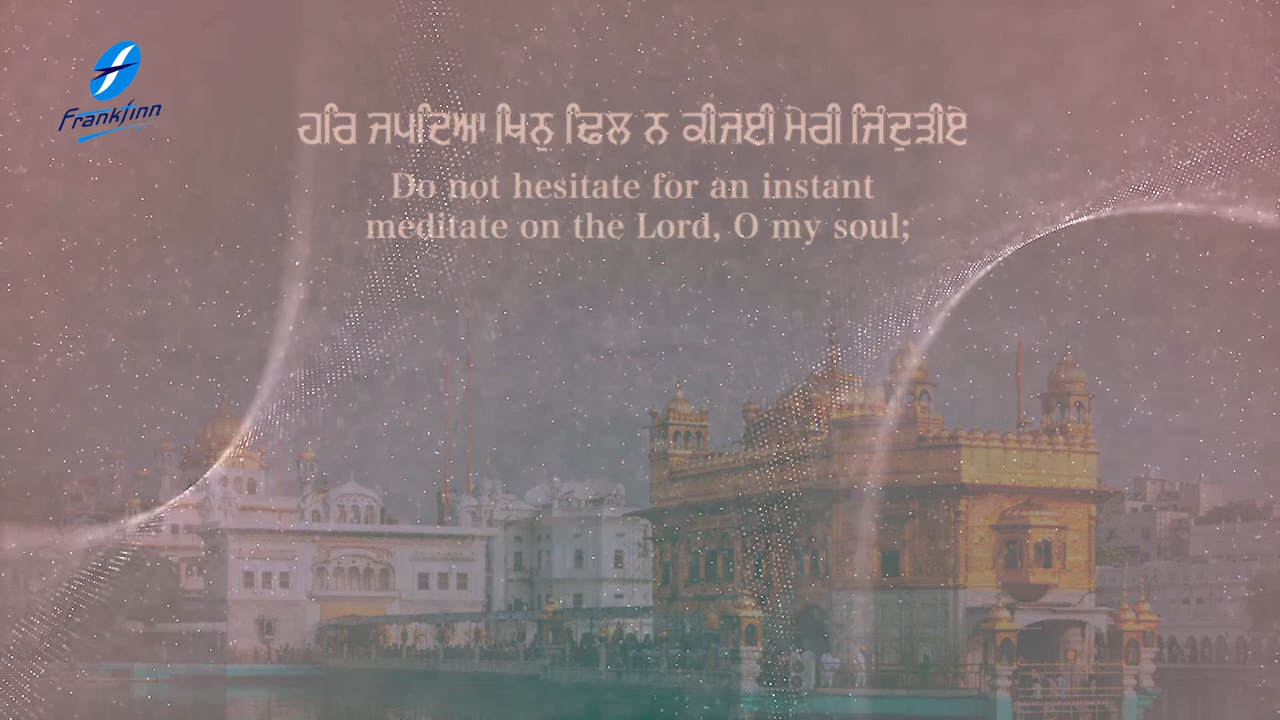 Frankfinn
ਹਰਿ ਜਪਦਿਆ ਖਿਨੁ ਢਿਲ ਨ ਕੀਜਈ ਮੇਰੀ ਜਿੰਦੁੜੀਏ
Do not hesitate for an instant
meditate on the Lord, O my soul;